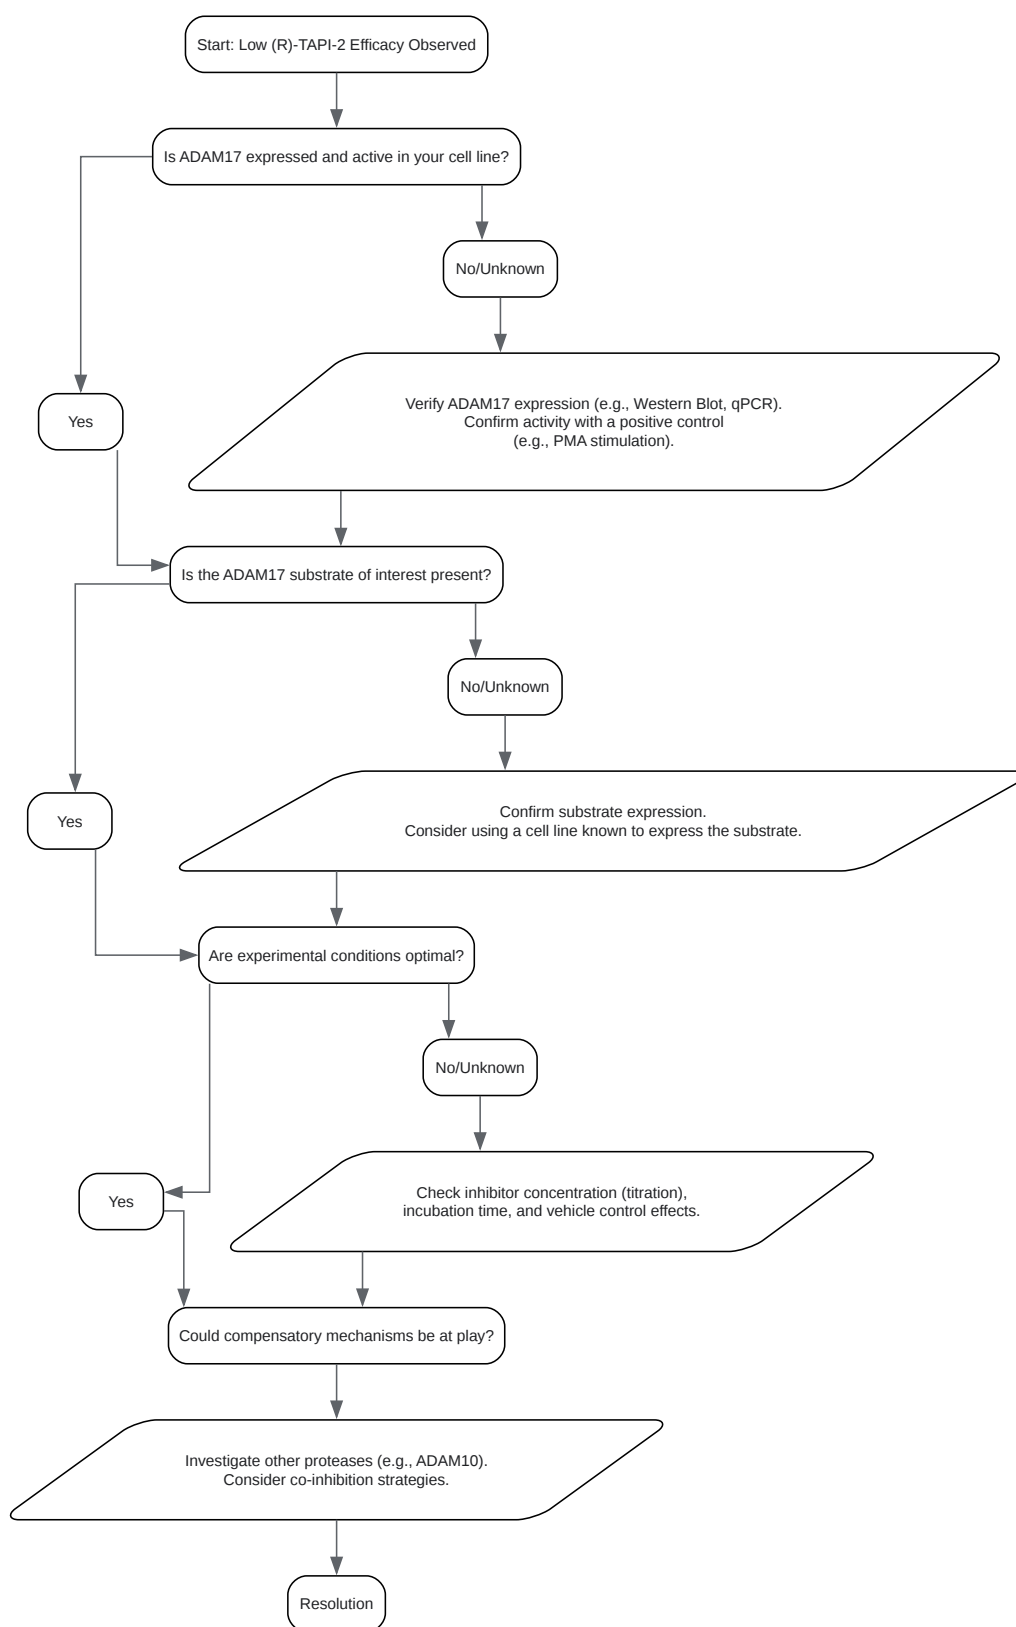 Start: Low (R)-TAPI-2 Efficacy Observed
Is ADAM17 expressed and active in your cell line?
No/Unknown
Verify ADAM17 expression (e.g., Western Blot, qPCR).
Confirm activity with a positive control
(e.g., PMA stimulation).
Yes
Is the ADAM17 substrate of interest present?
No/Unknown
Confirm substrate expression.
Consider using a cell line known to express the substrate.
Yes
Are experimental conditions optimal?
No/Unknown
Check inhibitor concentration (titration),
incubation time, and vehicle control effects.
Yes
Could compensatory mechanisms be at play?
Investigate other proteases (e.g., ADAM10).
Consider co-inhibition strategies.
Resolution